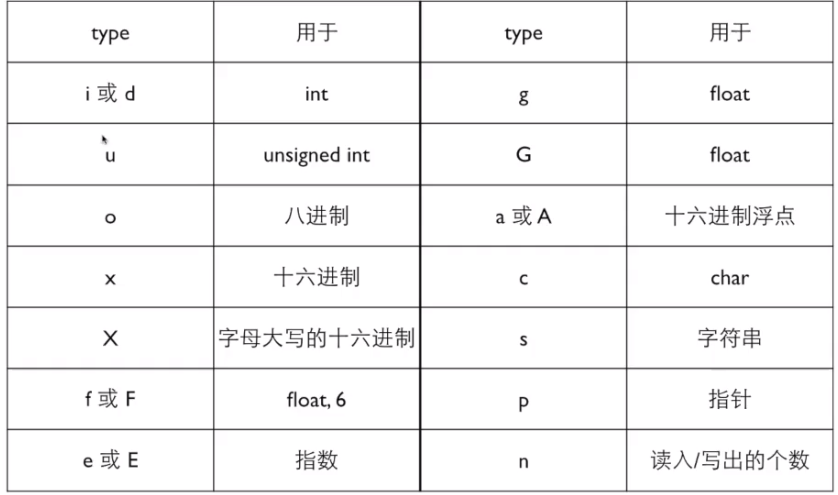 type 用于 type 用于
i 或 d int g float
u unsigned int G float
o 八进制 a 或 A 十六进制浮点
x 十六进制 c char
X 字母大写的十六进制 s 字符串
f 或 F float, 6 p 指针
e 或 E 指数 n 读入/写出的个数